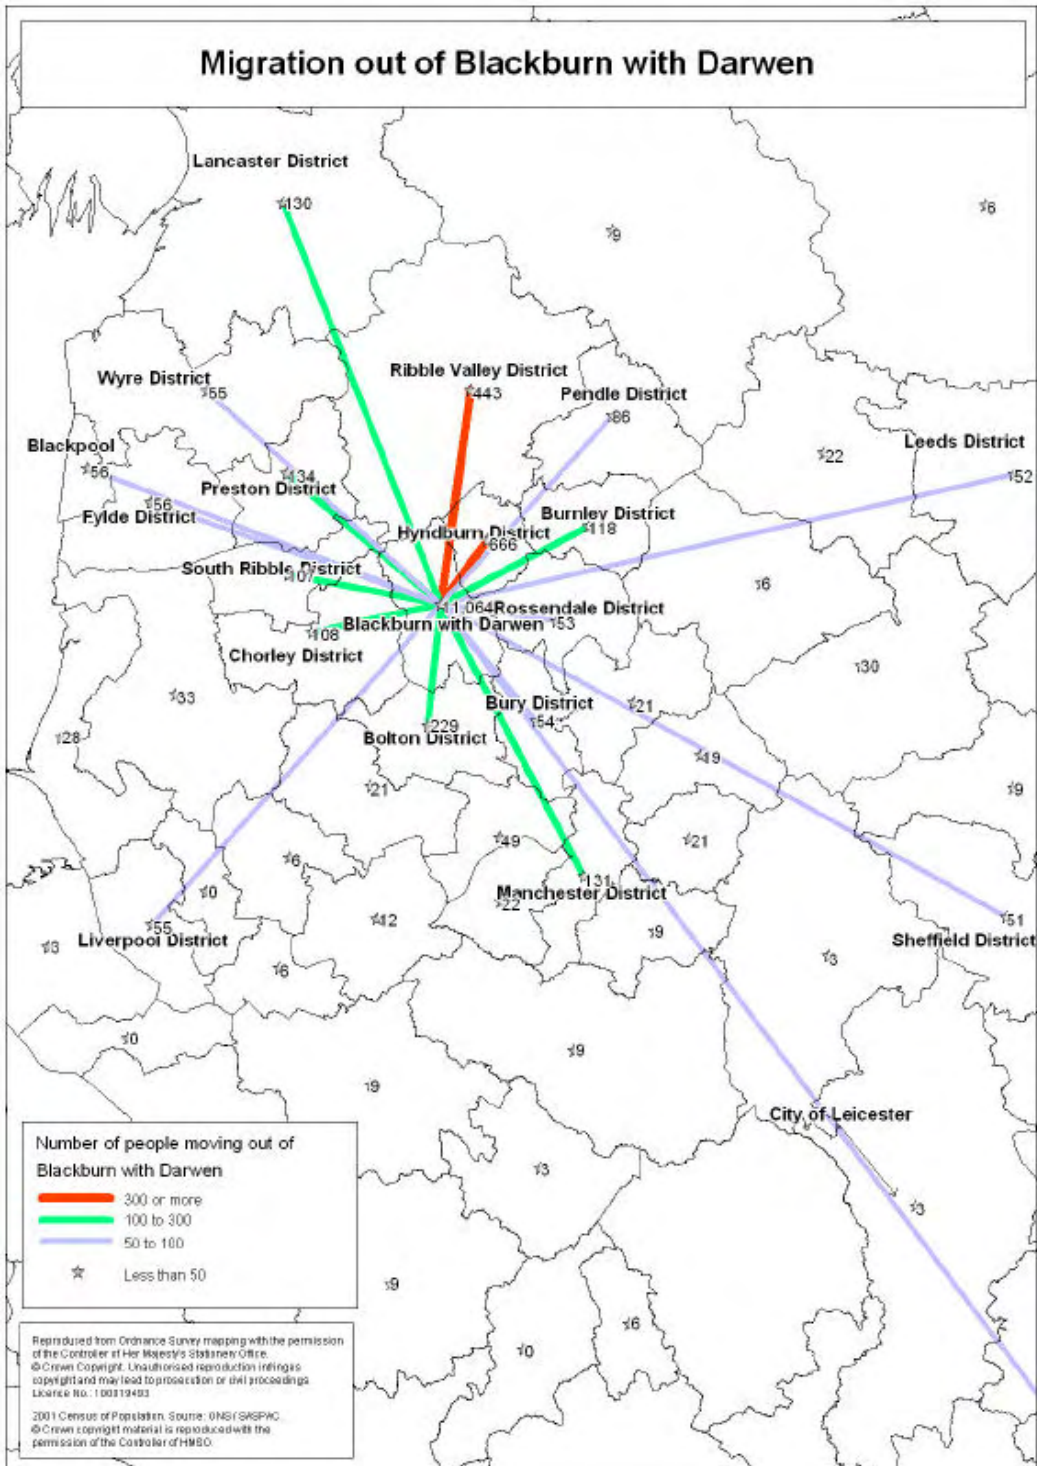 Migration out of Blackburn with Darwen
Lancaster District
130
6
9
Ribble Valley District
Wyre District
443
55
Pendle District
86
Blackpool
Leeds District
22
56
52
434
Preston District
56
Fylde District
Burnley District
118
Hyndburn District
666
South Ribble District
107
6
11,064
Rossendale District
53
Blackburn with Darwen
108
Chorley District
30
33
Bury District
21
54
229
Bolton District
28
19
21
9
49
21
6
131
0
Manchester District
22
12
51
55
Liverpool District
9
Sheffield District
3
3
6
0
9
9
City of Leicester
3
3
9
6
0
Number of people moving out of
Blackburn with Darwen
300 or more
100 to 300
50 to 100
Less than 50
Reproduced from Ordnance Survey mapping with the permission
of the Controller of Her Majesty's Stationery Office.
© Crown Copyright. Unauthorised reproduction infringes
copyright and may lead to prosecution or civil proceedings
Licence No.: 100019493
2001 Census of Population. Source: ONS / SASPAC.
© Crown copyright material is reproduced with the
permission of the Controller of HMSO.